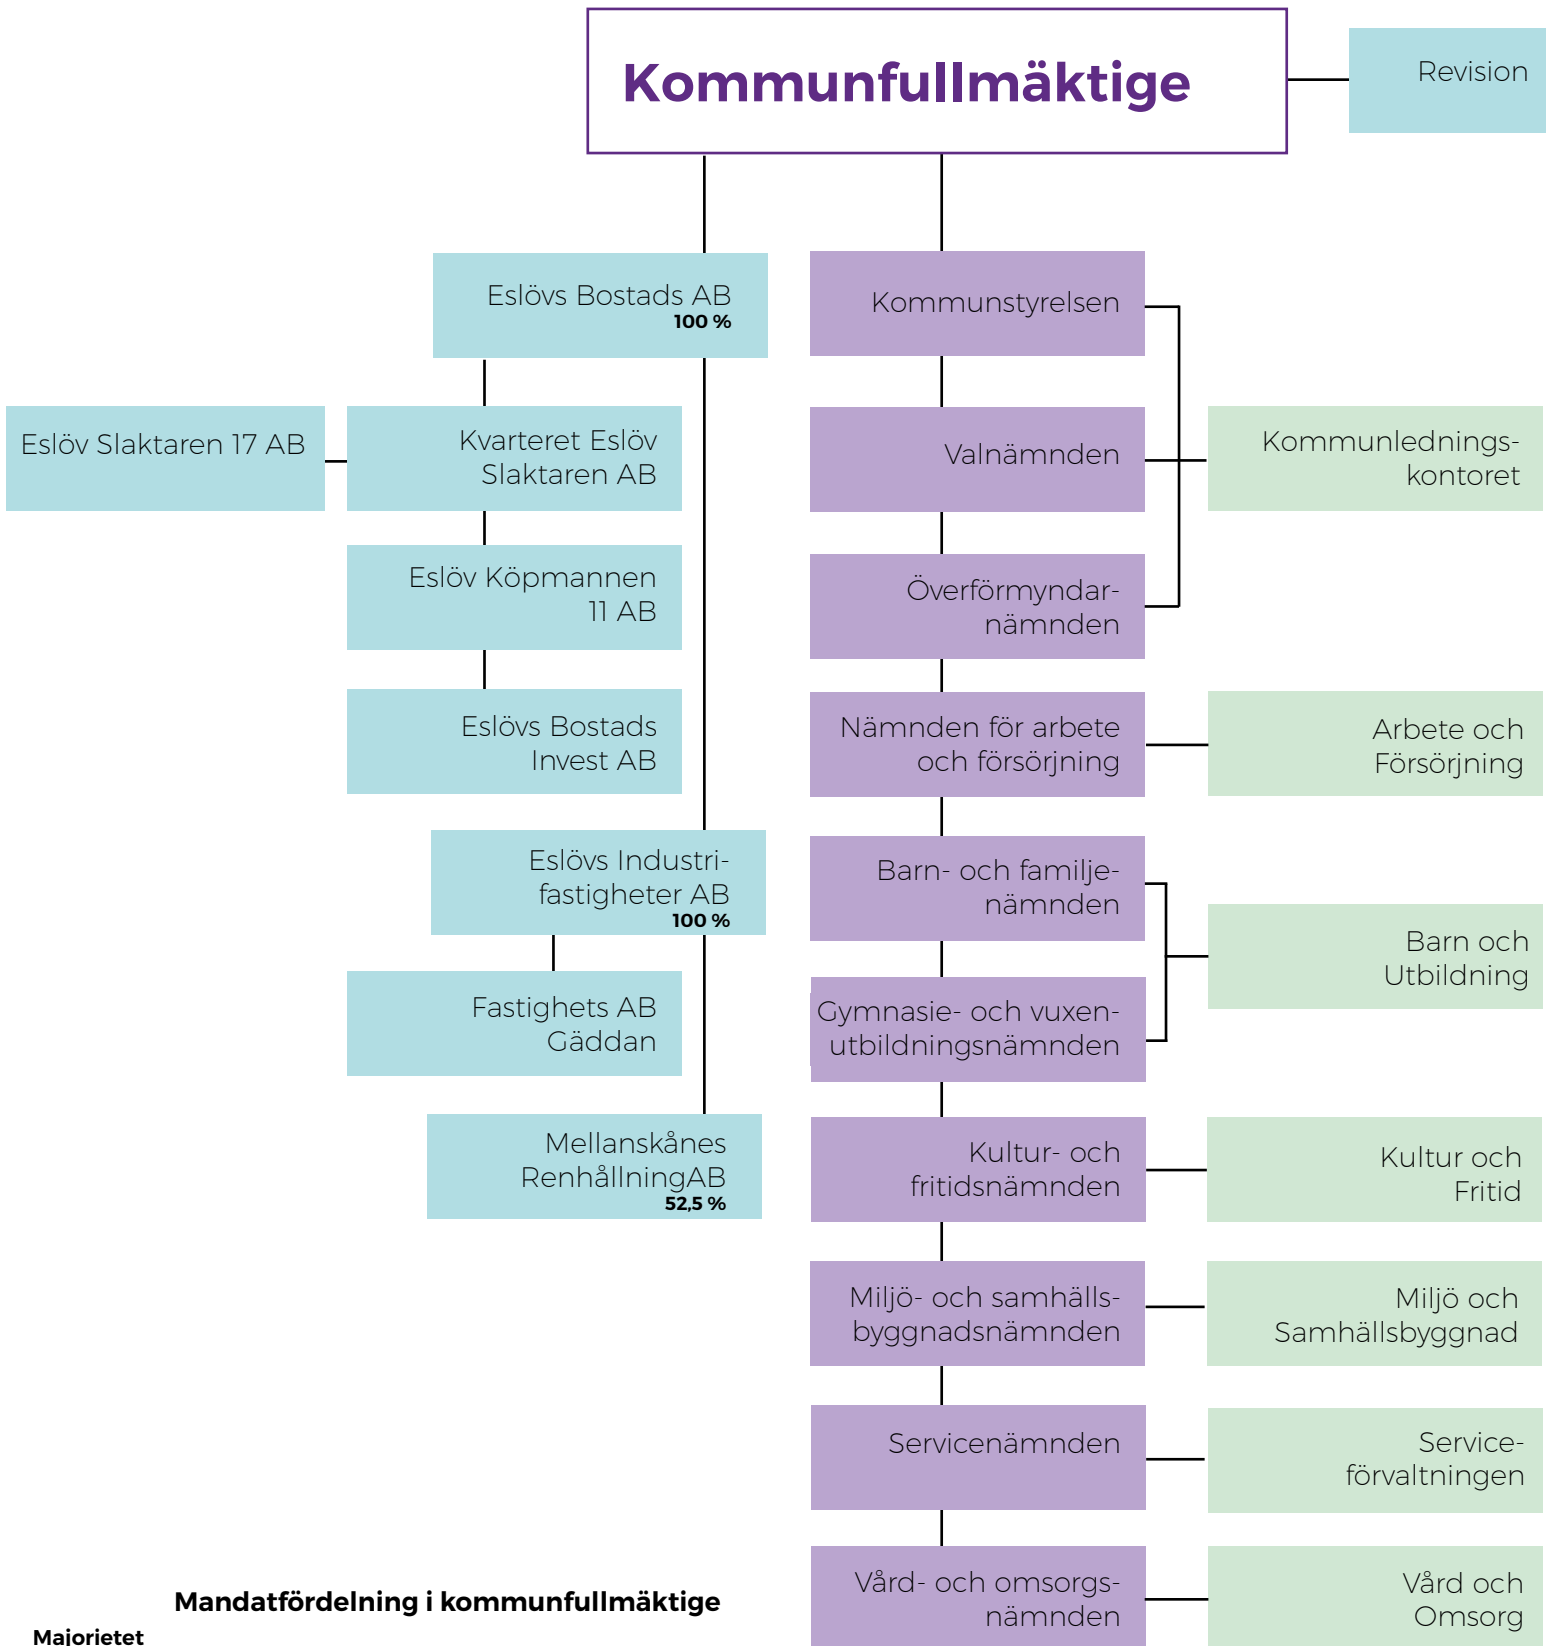 Kommunfullmäktige
Revision
Eslövs Bostads AB
100 %
Eslöv Slaktaren 17 AB
Kvarteret Eslöv
Slaktaren AB
Eslöv Köpmannen
11 AB
Eslövs Bostads
Invest AB
Eslövs Industri-
fastigheter AB
100 %
Fastighets AB
Gäddan
Mellanskånes
RenhållningAB
52,5 %
Kommunstyrelsen
Valnämnden
Överförmyndar-
nämnden
Kommunlednings-
kontoret
Nämnden för arbete
och försörjning
Arbete och
Försörjning
Barn- och familje-
nämnden
Gymnasie- och vuxen-
utbildningsnämnden
Barn och
Utbildning
Kultur- och
fritidsnämnden
Kultur och
Fritid
Miljö- och samhälls-
byggnadsnämnden
Miljö och
Samhällsbyggnad
Servicenämnden
Service-
förvaltningen
Vård- och omsorgs-
nämnden
Vård och
Omsorg
Mandatfördelning i kommunfullmäktige
Majorietet